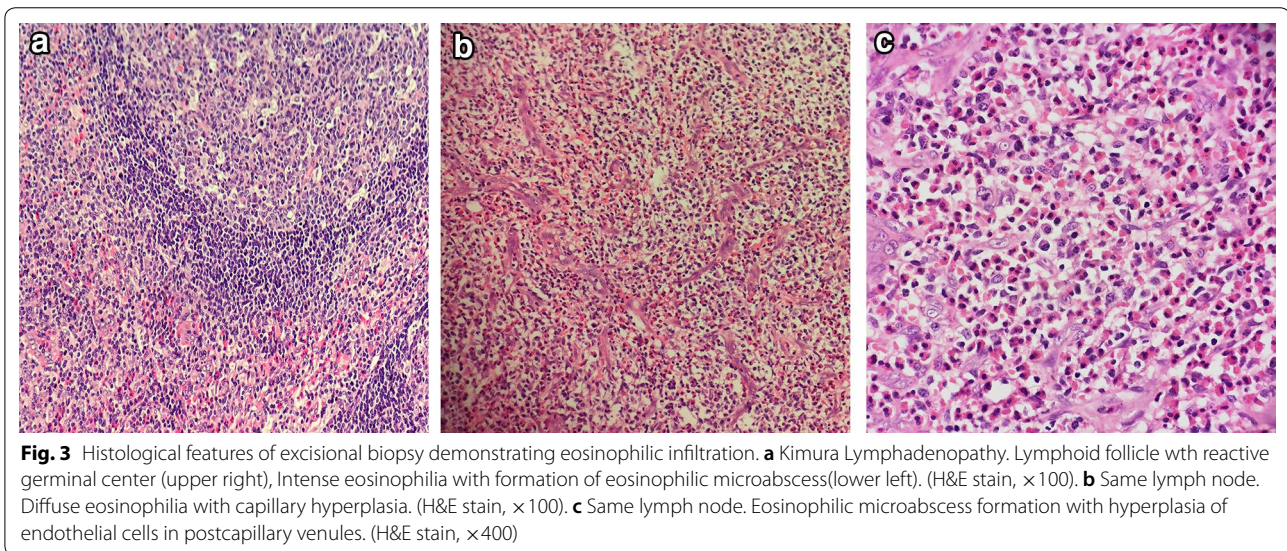 a
b
c
Fig. 3 Histological features of excisional biopsy demonstrating eosinophilic infiltration. a Kimura Lymphadenopathy. Lymphoid follicle wth reactive
germinal center (upper right), Intense eosinophilia with formation of eosinophilic microabscess(lower left). (H&E stain, ×100). b Same lymph node.
Diffuse eosinophilia with capillary hyperplasia. (H&E stain, ×100). c Same lymph node. Eosinophilic microabscess formation with hyperplasia of
endothelial cells in postcapillary venules. (H&E stain, ×400)